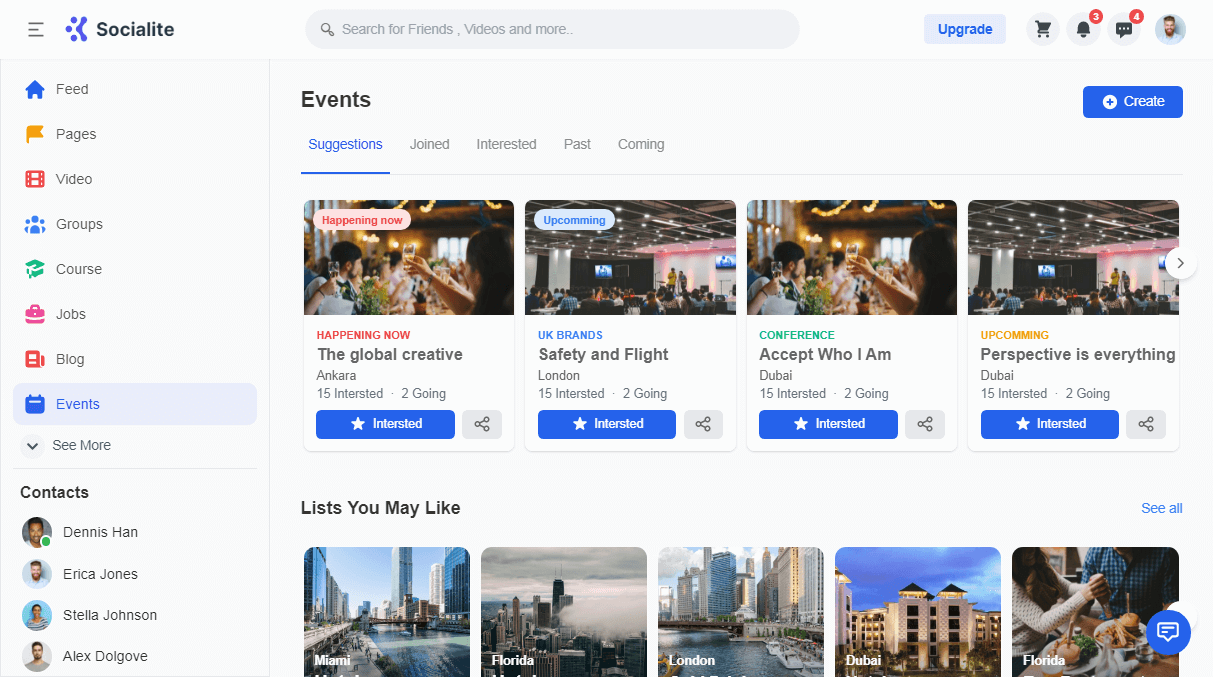 Socialite
Search for Friends , Videos and more..
Upgrade
3
4
Feed
Pages
Video
Groups
Course
Jobs
Blog
Events
See More
Contacts
Dennis Han
Erica Jones
Stella Johnson
Alex Dolgove
Events
Create
Suggestions Joined Interested Past Coming
Happening now
HAPPENING NOW
The global creative
Ankara
15 Intersted · 2 Going
Intersted
Upcomming
UK BRANDS
Safety and Flight
London
15 Intersted · 2 Going
Intersted
CONFERENCE
Accept Who I Am
Dubai
15 Intersted · 2 Going
Intersted
UPCOMMING
Perspective is everything
Dubai
15 Intersted · 2 Going
Intersted
Lists You May Like
See all
Miami
Florida
London
Dubai
Florida